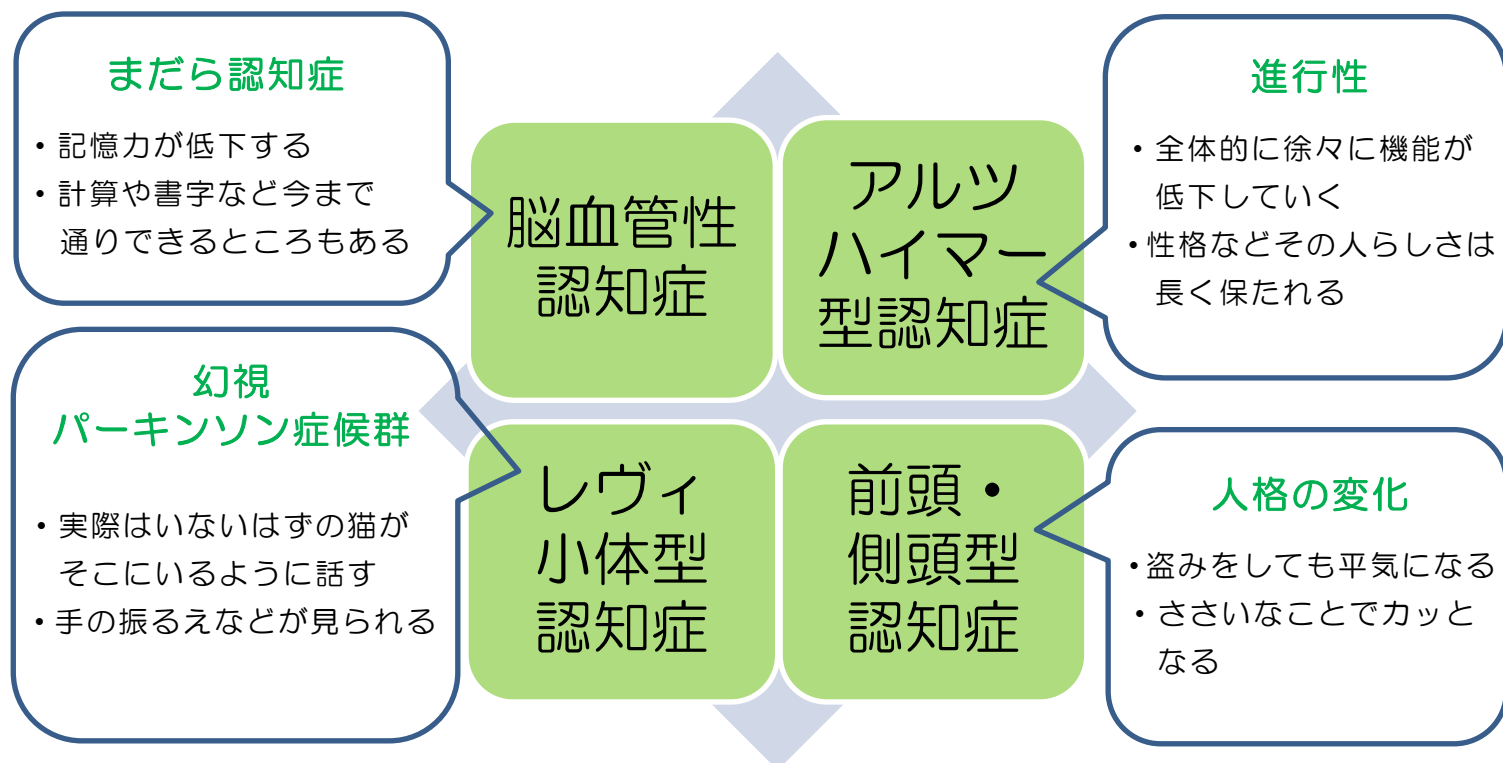 まだら認知症
・記憶力が低下する
・計算や書字など今まで
通りできるところもある
脳血管性
認知症
アルツ
ハイマー
型認知症
進行性
・全体的に徐々に機能が
低下していく
・性格などその人らしさは
長く保たれる
幻視
パーキンソン症候群
・実際はいないはずの猫が
そこにいるように話す
・手の振るえなどが見られる
レヴィ
小体型
認知症
前頭・
側頭型
認知症
人格の変化
・盗みをしても平気になる
・ささいなことでカッと
なる